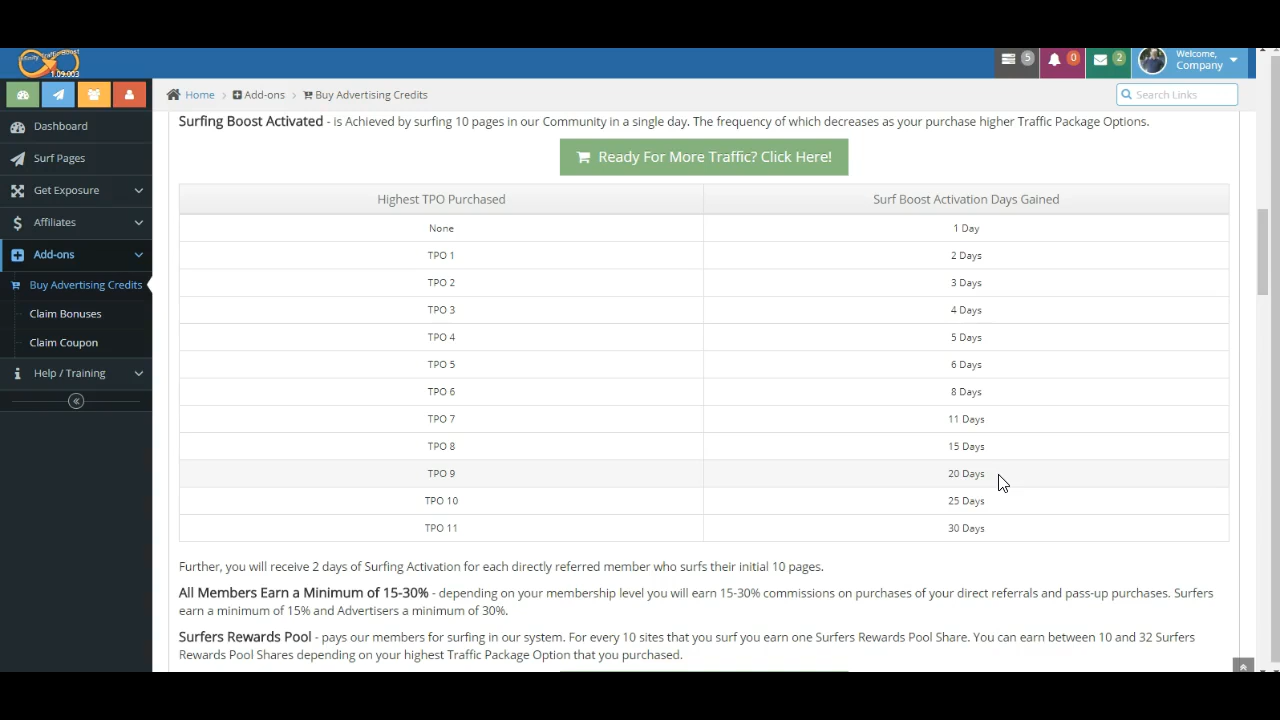 Infinity Traffic Boost
1.09.003
5
0
2
Welcome,
Company
Home
Add-ons
Buy Advertising Credits
Search Links
Dashboard
Surf Pages
Get Exposure
Affiliates
Add-ons
Buy Advertising Credits
Claim Bonuses
Claim Coupon
Help / Training
Surfing Boost Activated - is Achieved by surfing 10 pages in our Community in a single day. The frequency of which decreases as your purchase higher Traffic Package Options.
Ready For More Traffic? Click Here!
Highest TPO Purchased Surf Boost Activation Days Gained
None 1 Day
TPO 1 2 Days
TPO 2 3 Days
TPO 3 4 Days
TPO 4 5 Days
TPO 5 6 Days
TPO 6 8 Days
TPO 7 11 Days
TPO 8 15 Days
TPO 9 20 Days
TPO 10 25 Days
TPO 11 30 Days
Further, you will receive 2 days of Surfing Activation for each directly referred member who surfs their initial 10 pages.
All Members Earn a Minimum of 15-30% - depending on your membership level you will earn 15-30% commissions on purchases of your direct referrals and pass-up purchases. Surfers
earn a minimum of 15% and Advertisers a minimum of 30%.
Surfers Rewards Pool - pays our members for surfing in our system. For every 10 sites that you surf you earn one Surfers Rewards Pool Share. You can earn between 10 and 32 Surfers
Rewards Pool Shares depending on your highest Traffic Package Option that you purchased.